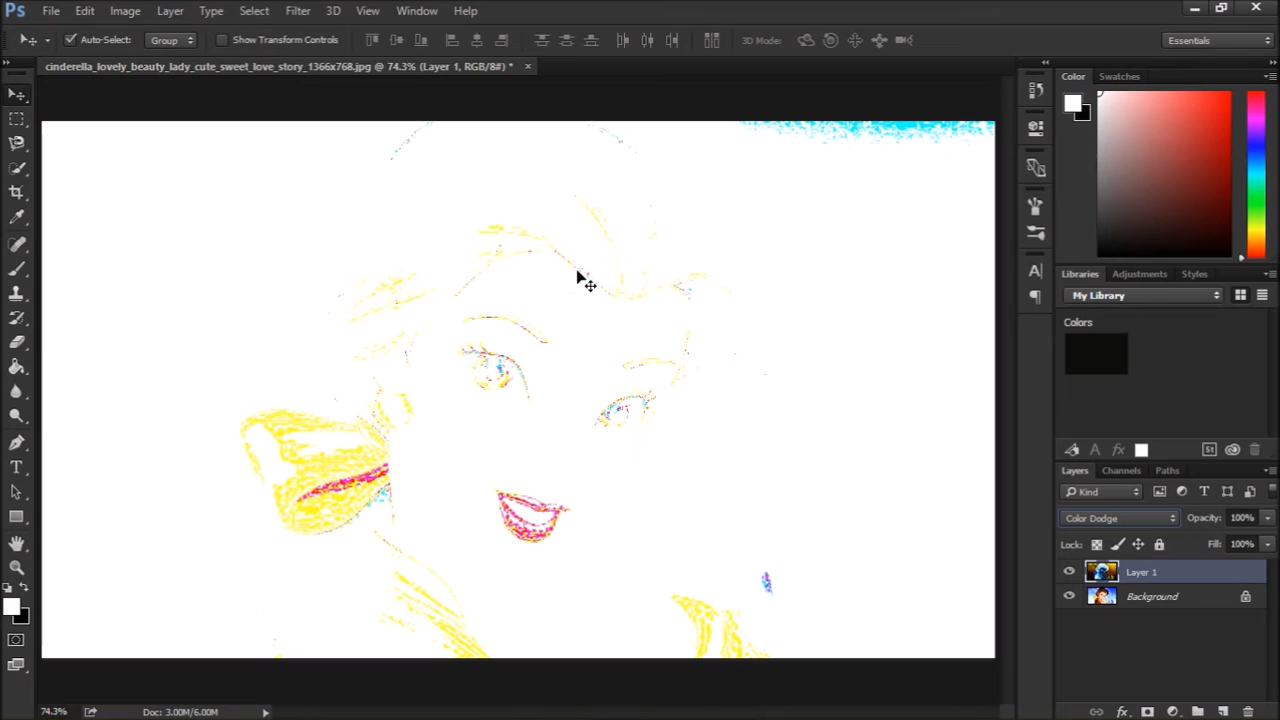 Ps File Edit Image Layer Type Select Filter 3D View Window Help
Auto-Select: Group Show Transform Controls 3D Mode: Essentials
cinderella_lovely_beauty_lady_cute_sweet_love_story_1366x768.jpg @ 74.3% (Layer 1, RGB/8#) * ×
Color Swatches
Libraries Adjustments Styles
My Library
Colors
A fx St
Layers Channels Paths
Kind T
Color Dodge Opacity: 100%
Lock: Fill: 100%
Layer 1
Background
74.3% Doc: 3.00M/6.00M fx